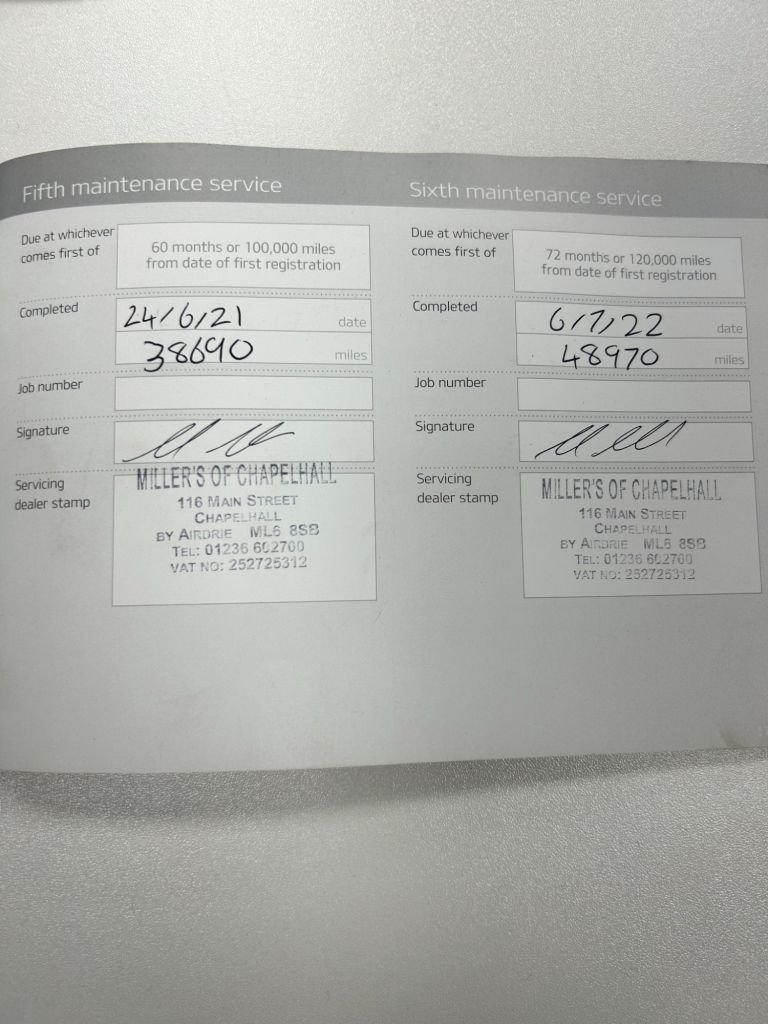 Fifth maintenance service
Due at whichever
comes first of
60 months or 100,000 miles
from date of first registration
Completed
24/6/21
date
38690
miles
Job number
Signature
Servicing
dealer stamp
MILLER'S OF CHAPELHALL
116 MAIN STREET
CHAPELHALL
BY AIRDRIE ML6 8SB
TEL: 01236 602700
VAT NO: 252725312
Sixth maintenance service
Due at whichever
comes first of
72 months or 120,000 miles
from date of first registration
Completed
6/7/22
date
48970
miles
Job number
Signature
Servicing
dealer stamp
MILLER'S OF CHAPELHALL
116 MAIN STREET
CHAPELHALL
BY AIRDRIE ML6 8SB
TEL: 01236 602700
VAT NO: 252725312